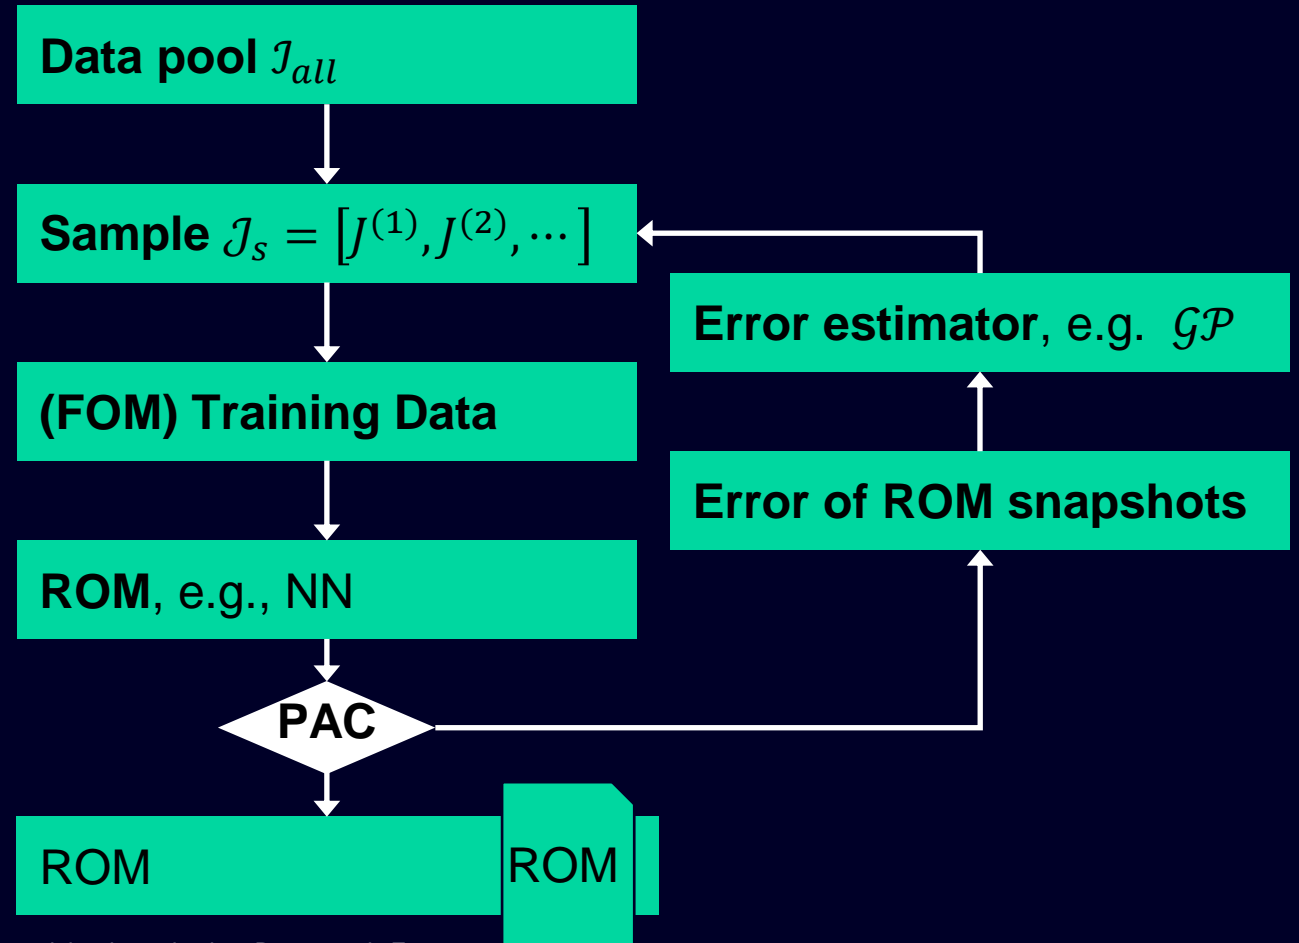 Data pool 𝒥_all
Sample 𝒥_s = [J^(1), J^(2), ⋯ ]
(FOM) Training Data
ROM, e.g., NN
PAC
ROM
ROM
Error estimator, e.g. 𝒢𝒫
Error of ROM snapshots